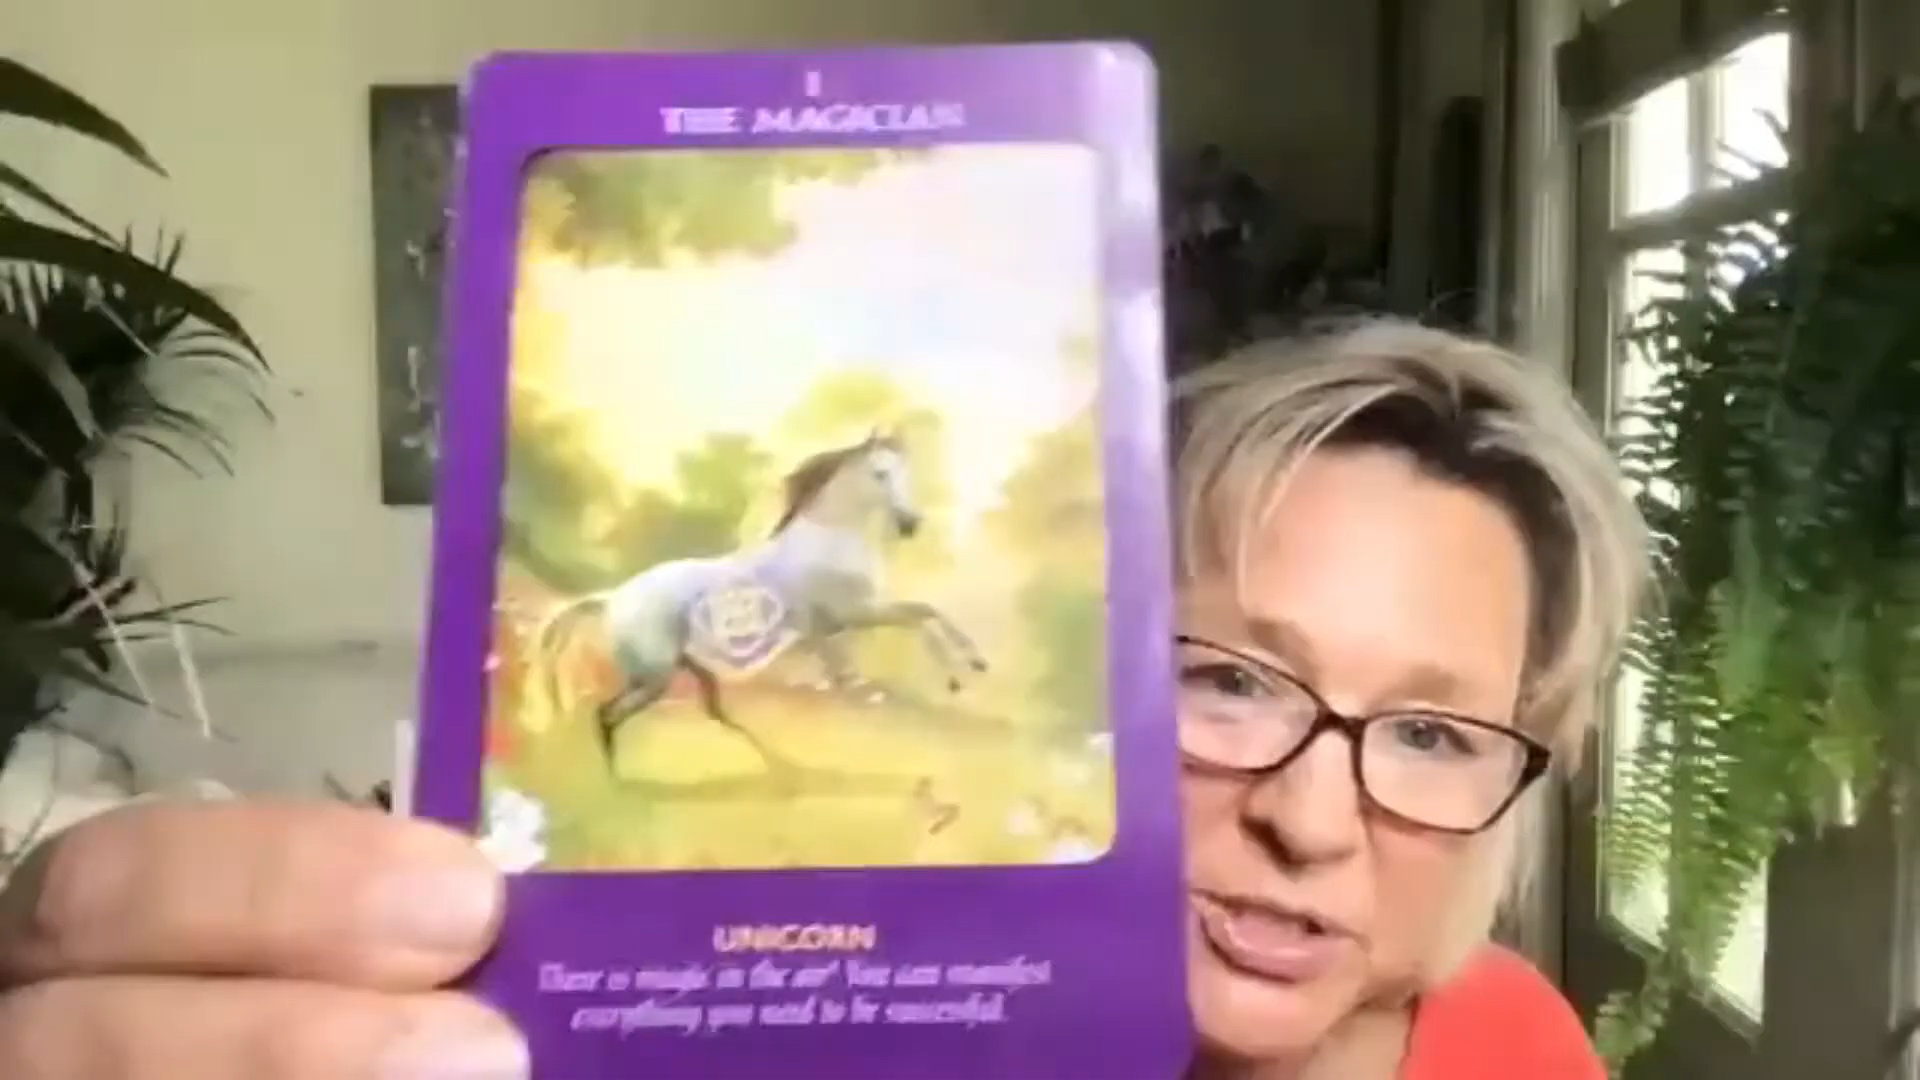 I
THE MAGICIAN
UNICORN
There is magic in the air! You can manifest
everything you need to be successful.